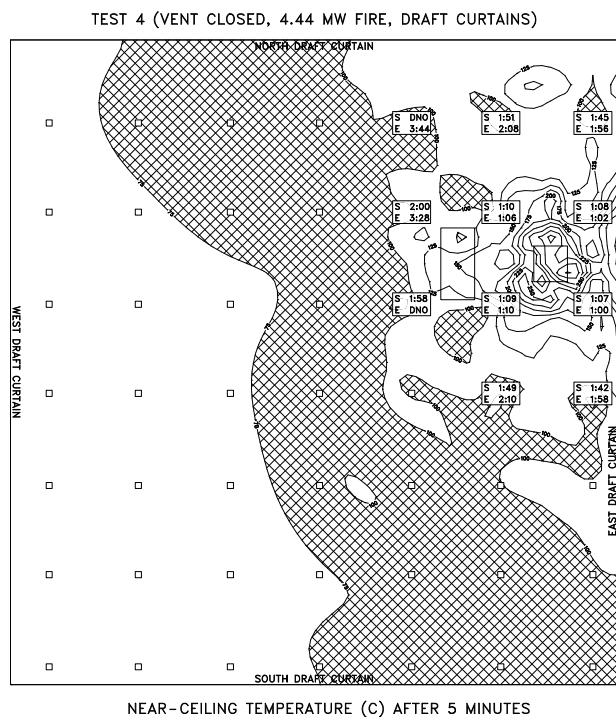 TEST 4 (VENT CLOSED, 4.44 MW FIRE, DRAFT CURTAINS)
NORTH DRAFT CURTAIN
S DNO
E 3:44
S 1:51
E 2:08
S 1:45
E 1:56
S 2:00
E 3:28
S 1:10
E 1:06
S 1:08
E 1:02
S 1:58
E DNO
S 1:09
E 1:10
S 1:07
E 1:00
S 1:49
E 2:10
S 1:42
E 1:58
WEST DRAFT CURTAIN
EAST DRAFT CURTAIN
SOUTH DRAFT CURTAIN
NEAR-CEILING TEMPERATURE (C) AFTER 5 MINUTES